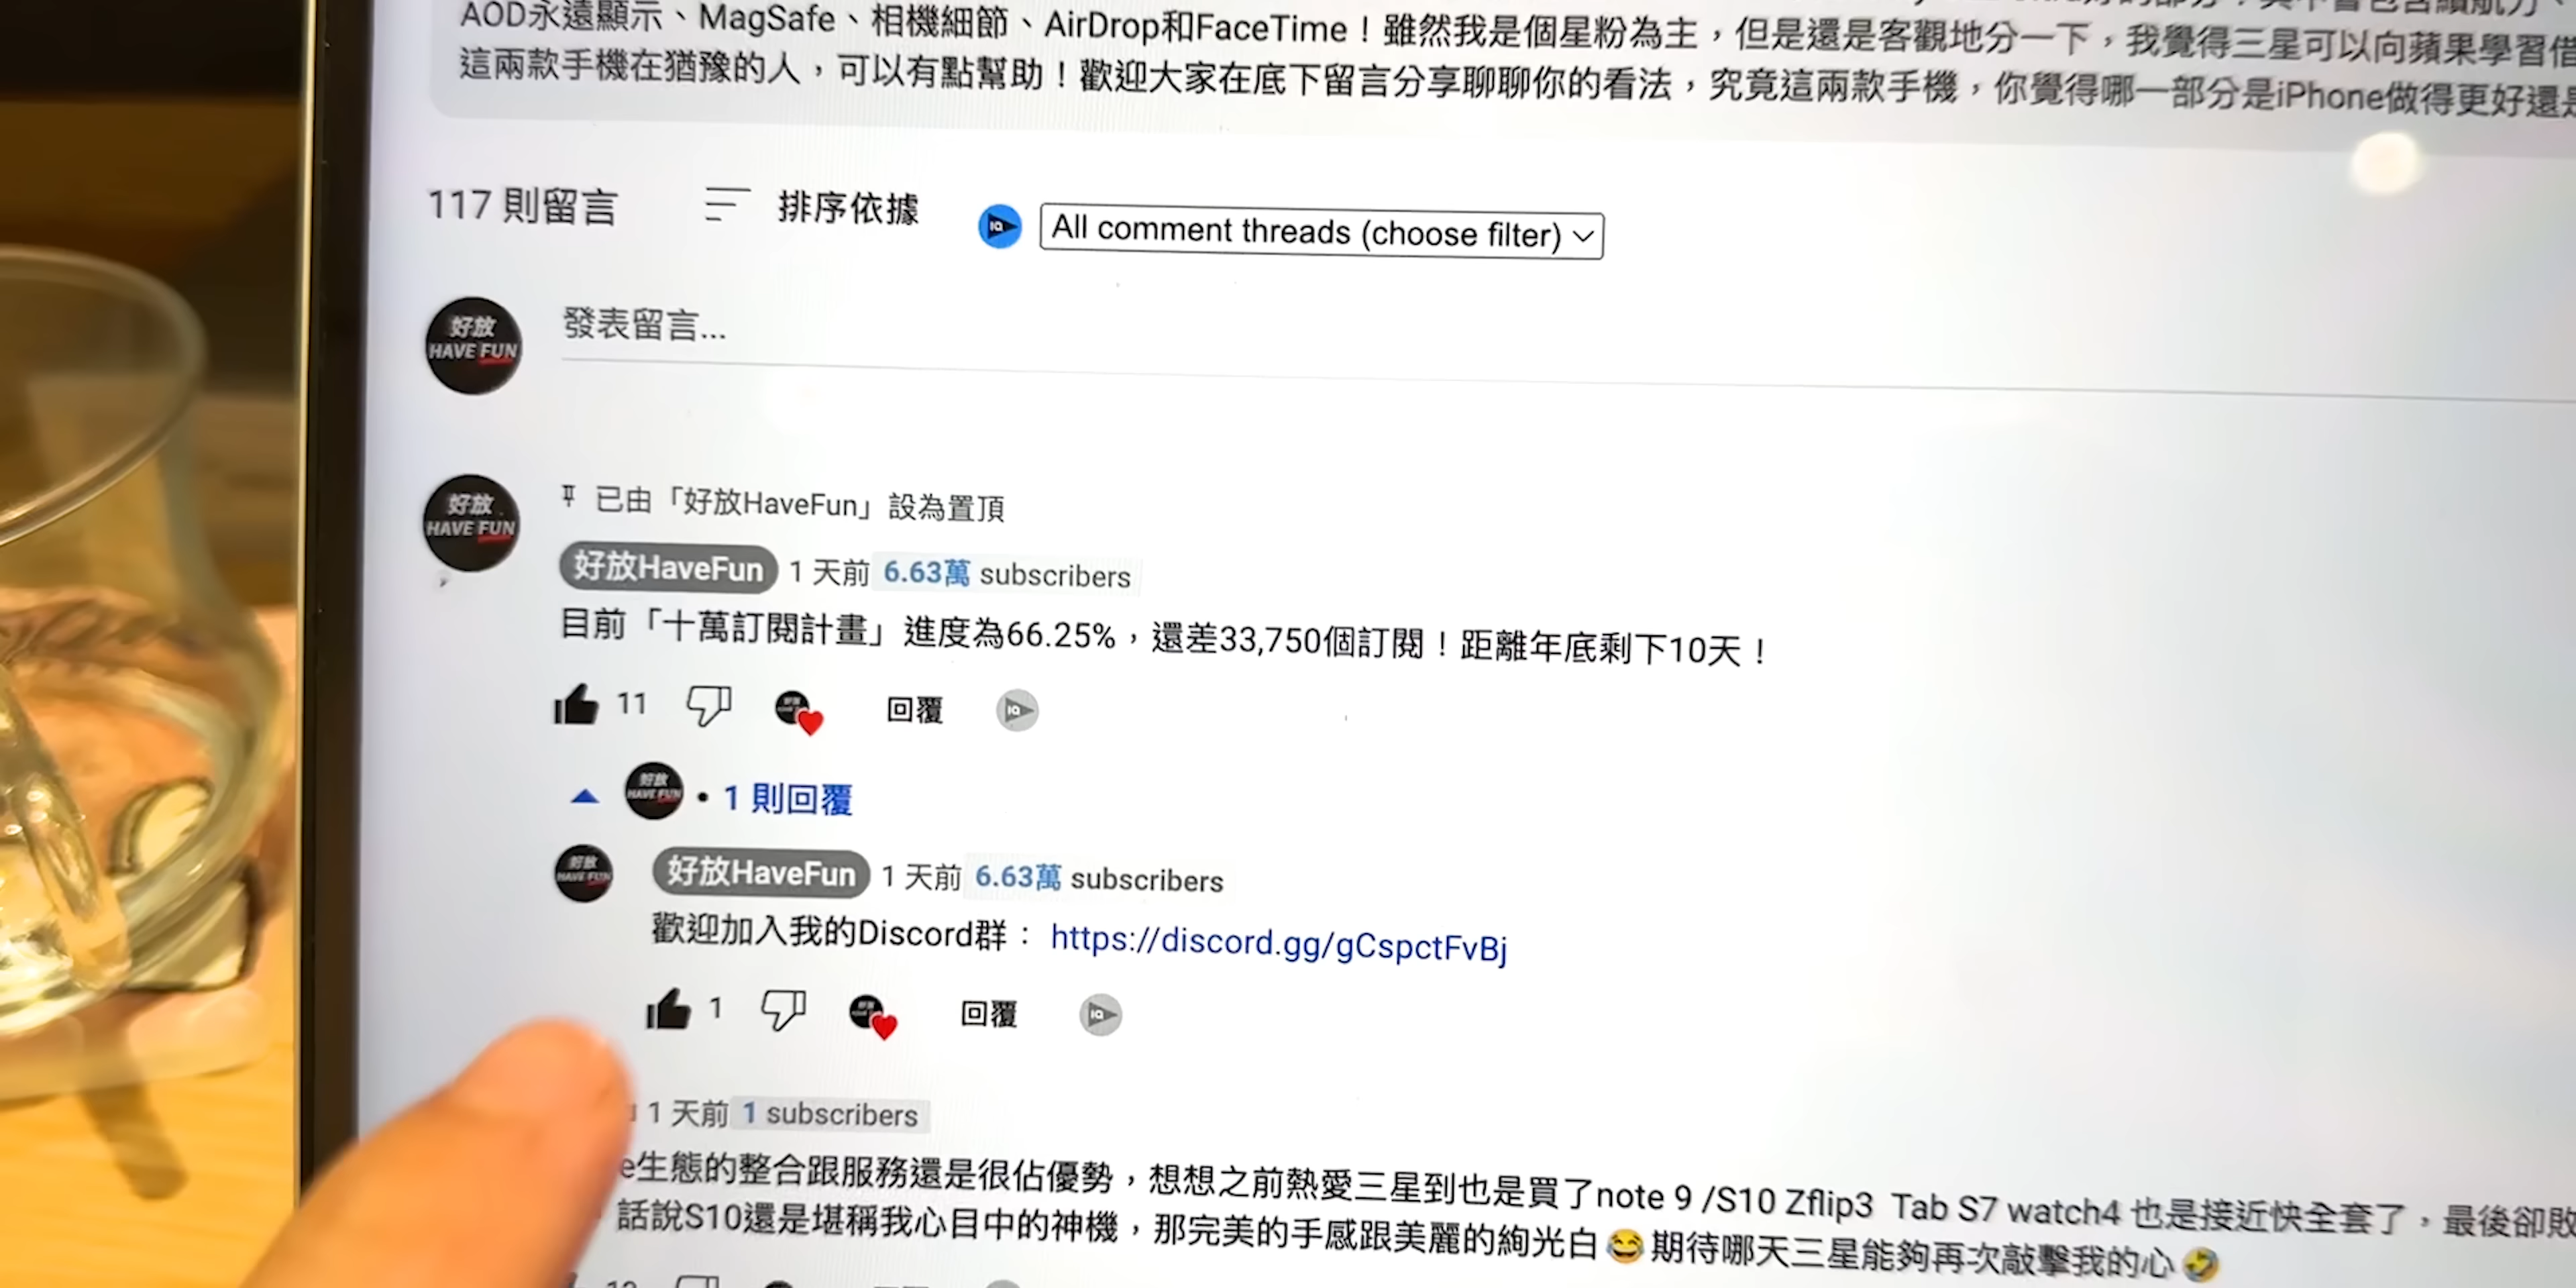 AOD永遠顯示、MagSafe、相機細節、AirDrop和FaceTime！雖然我是個星粉為主，但是還是客觀地分一下，我覺得三星可以向蘋果學習借
這兩款手機在猶豫的人，可以有點幫助！歡迎大家在底下留言分享聊聊你的看法，究竟這兩款手機，你覺得哪一部分是iPhone做得更好還是
117 則留言 排序依據 All comment threads (choose filter)
好放
HAVE FUN
發表留言...
好放
HAVE FUN
已由「好放HaveFun」設為置頂
好放HaveFun 1 天前 6.63萬 subscribers
目前「十萬訂閱計畫」進度為66.25%，還差33,750個訂閱！距離年底剩下10天！
11 回覆
好放
HAVE FUN
• 1 則回覆
好放
HAVE FUN
好放HaveFun 1 天前 6.63萬 subscribers
歡迎加入我的Discord群： https://discord.gg/gCspctFvBj
1 回覆
1 天前 1 subscribers
e生態的整合跟服務還是很佔優勢，想想之前熱愛三星到也是買了note 9 /S10 Zflip3 Tab S7 watch4 也是接近快全套了，最後卻敗
話說S10還是堪稱我心目中的神機，那完美的手感跟美麗的絢光白😂期待哪天三星能夠再次敲擊我的心🤣